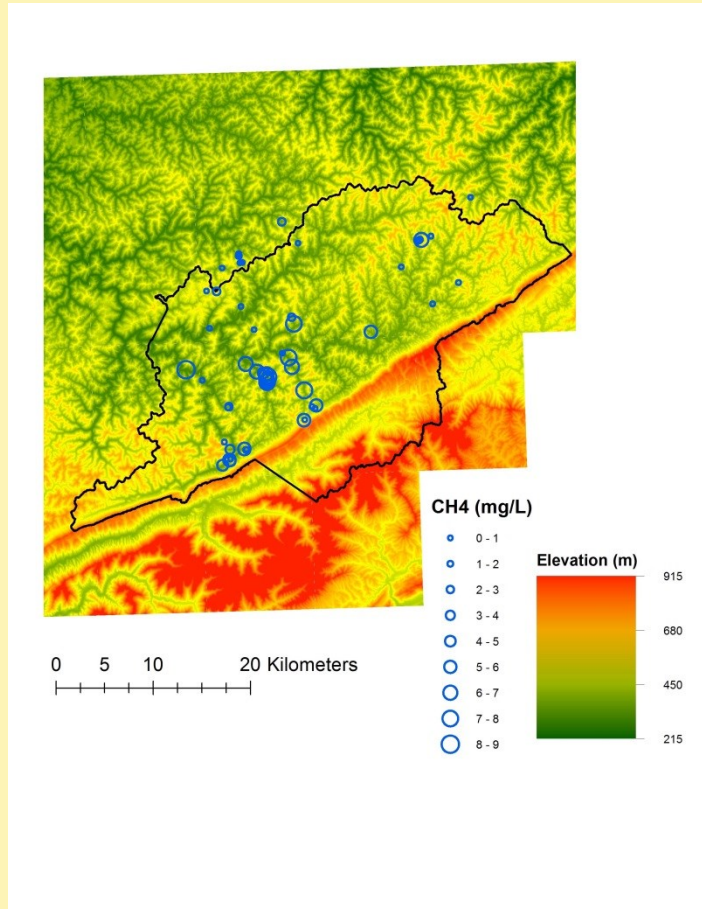 CH4 (mg/L)
0 - 1
1 - 2
2 - 3
3 - 4
4 - 5
5 - 6
6 - 7
7 - 8
8 - 9
Elevation (m)
915
680
450
215
0 5 10 20 Kilometers